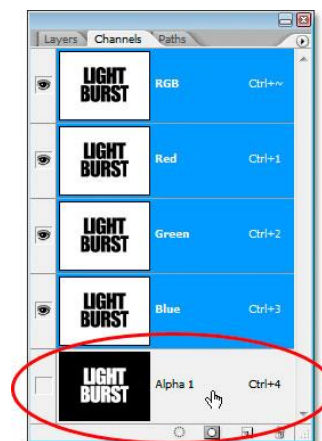 Layers Channels Paths
LIGHT
BURST
RGB Ctrl+~
LIGHT
BURST
Red Ctrl+1
LIGHT
BURST
Green Ctrl+2
LIGHT
BURST
Blue Ctrl+3
LIGHT
BURST
Alpha 1 Ctrl+4